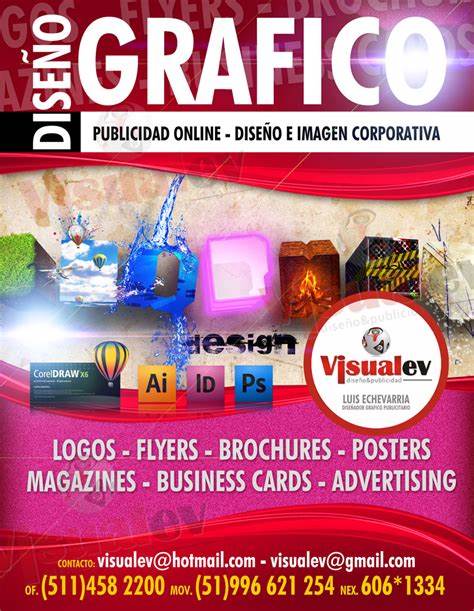 DISEÑO
GRAFICO
PUBLICIDAD ONLINE - DISEÑO E IMAGEN CORPORATIVA
design
CorelDRAW X6
Ai
ID
Ps
Visualev
diseño&publicidad
LUIS ECHEVARRIA
DISEÑADOR GRAFICO PUBLICITARIO
LOGOS - FLYERS - BROCHURES - POSTERS
MAGAZINES - BUSINESS CARDS - ADVERTISING
CONTACTO: visualev@hotmail.com - visualev@gmail.com
OF. (511)458 2200 MOV. (51)996 621 254 NEX. 606*1334